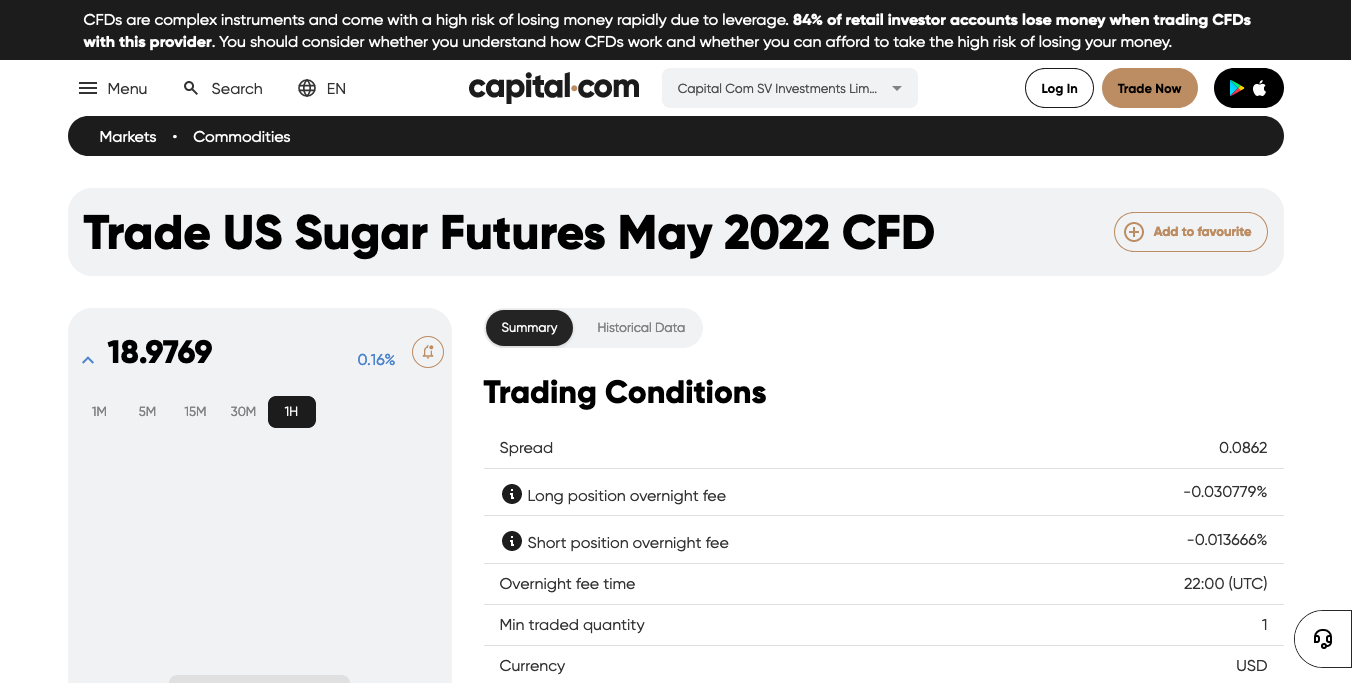 CFDs are complex instruments and come with a high risk of losing money rapidly due to leverage. 84% of retail investor accounts lose money when trading CFDs
with this provider. You should consider whether you understand how CFDs work and whether you can afford to take the high risk of losing your money.
Menu Search EN capital.com Capital Com SV Investments Lim... Log In Trade Now
Markets • Commodities
Trade US Sugar Futures May 2022 CFD Add to favourite
18.9769 0.16%
1M 5M 15M 30M 1H
Summary Historical Data
Trading Conditions
Spread 0.0862
Long position overnight fee -0.030779%
Short position overnight fee -0.013666%
Overnight fee time 22:00 (UTC)
Min traded quantity 1
Currency USD